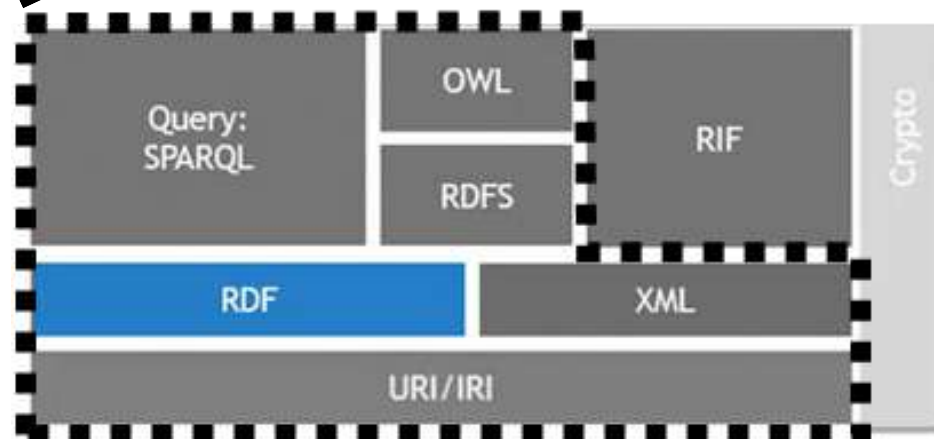 Query:
SPARQL
OWL
RDFS
RIF
Crypto
RDF
XML
URI/IRI